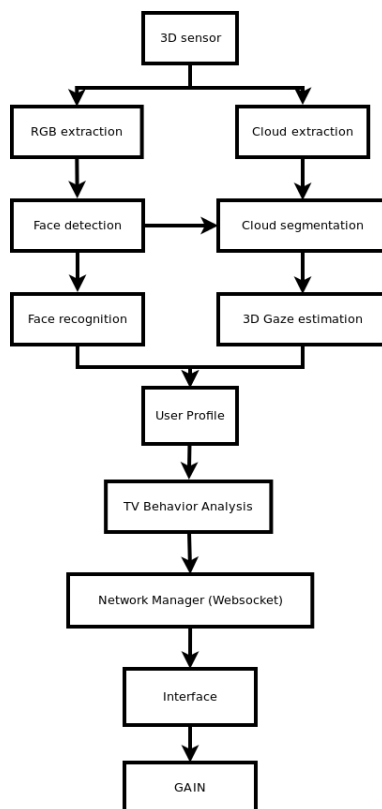 3D sensor
RGB extraction
Cloud extraction
Face detection
Cloud segmentation
Face recognition
3D Gaze estimation
User Profile
TV Behavior Analysis
Network Manager (Websocket)
Interface
GAIN